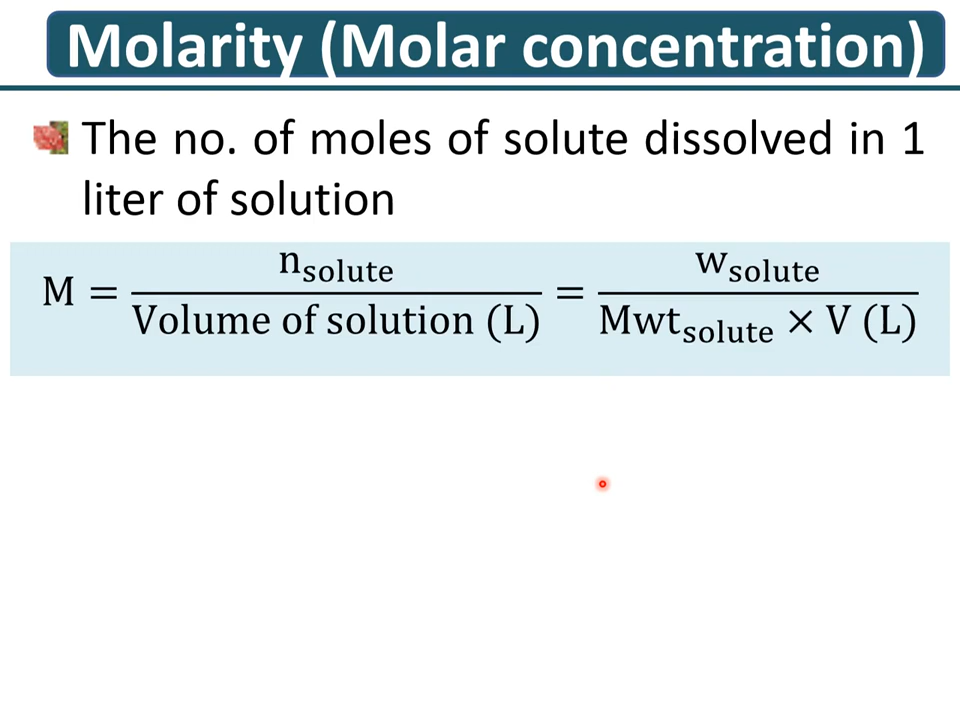 Molarity (Molar concentration)
The no. of moles of solute dissolved in 1
liter of solution
M = n_solute / Volume of solution (L) = w_solute / Mwt_solute × V (L)